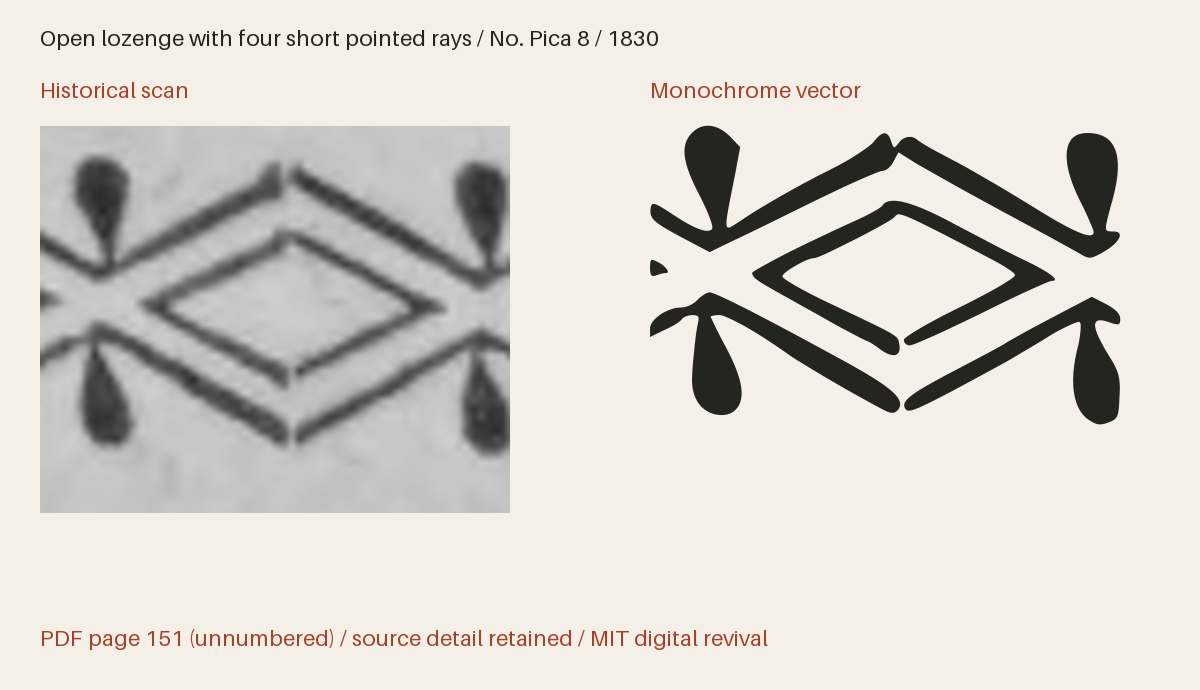 Open lozenge with four short pointed rays / No. Pica 8 / 1830
Historical scan
Monochrome vector
PDF page 151 (unnumbered) / source detail retained / MIT digital revival